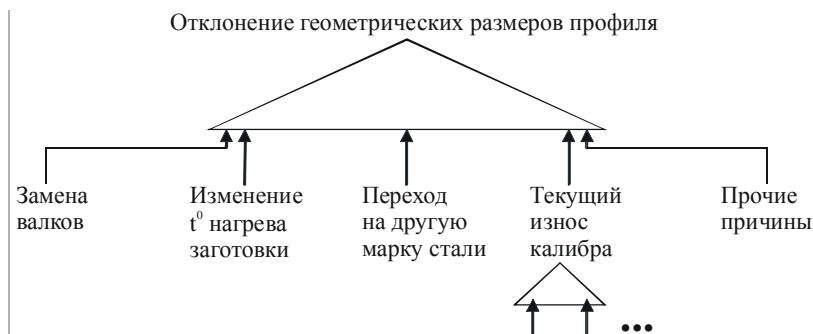 Отклонение геометрических размеров профиля
Замена
валков
Изменение
t⁰ нагрева
заготовки
Переход
на другую
марку стали
Текущий
износ
калибра
Прочие
причины